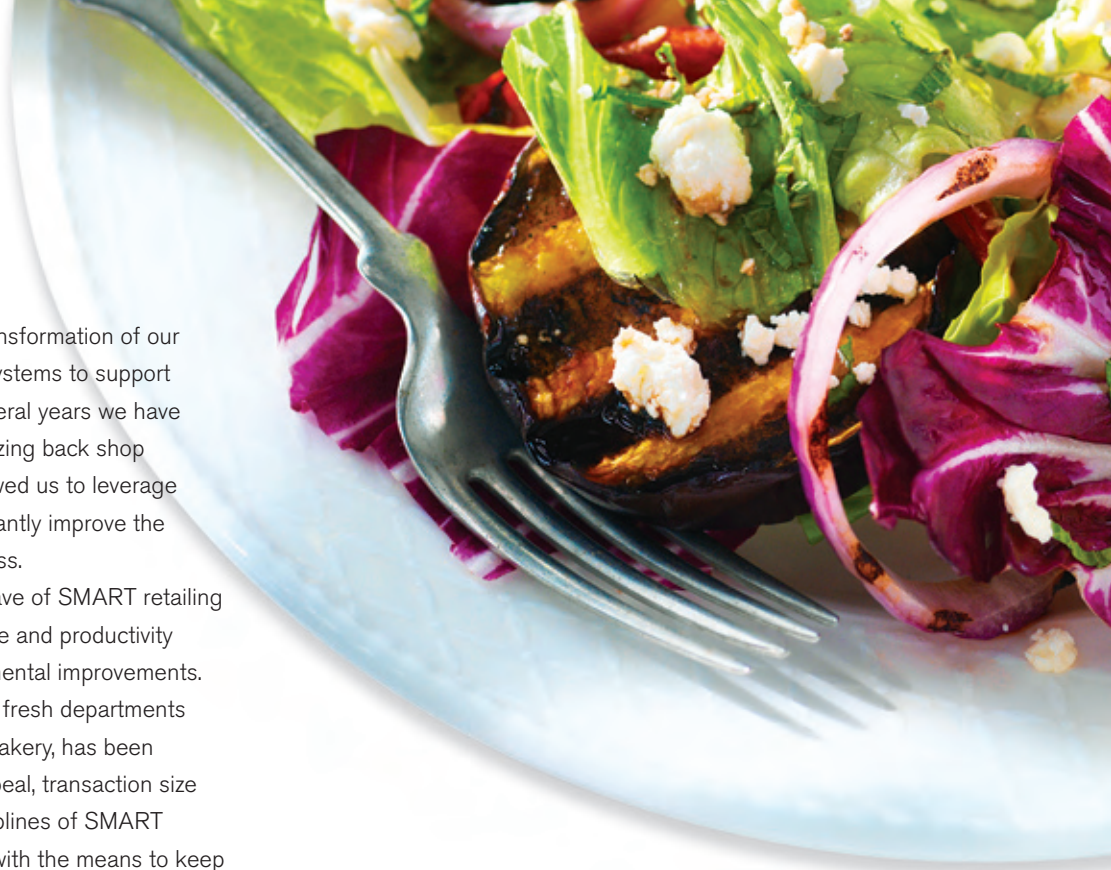 nsformation of our
ystems to support
eral years we have
zing back shop
wed us to leverage
antly improve the
ss.
ave of SMART retailing
e and productivity
nental improvements.
fresh departments
akery, has been
peal, transaction size
plines of SMART
with the means to keep